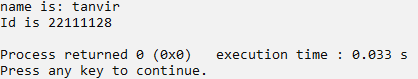 name is: tanvir
Id is 22111128
Process returned 0 (0x0)   execution time : 0.033 s
Press any key to continue.